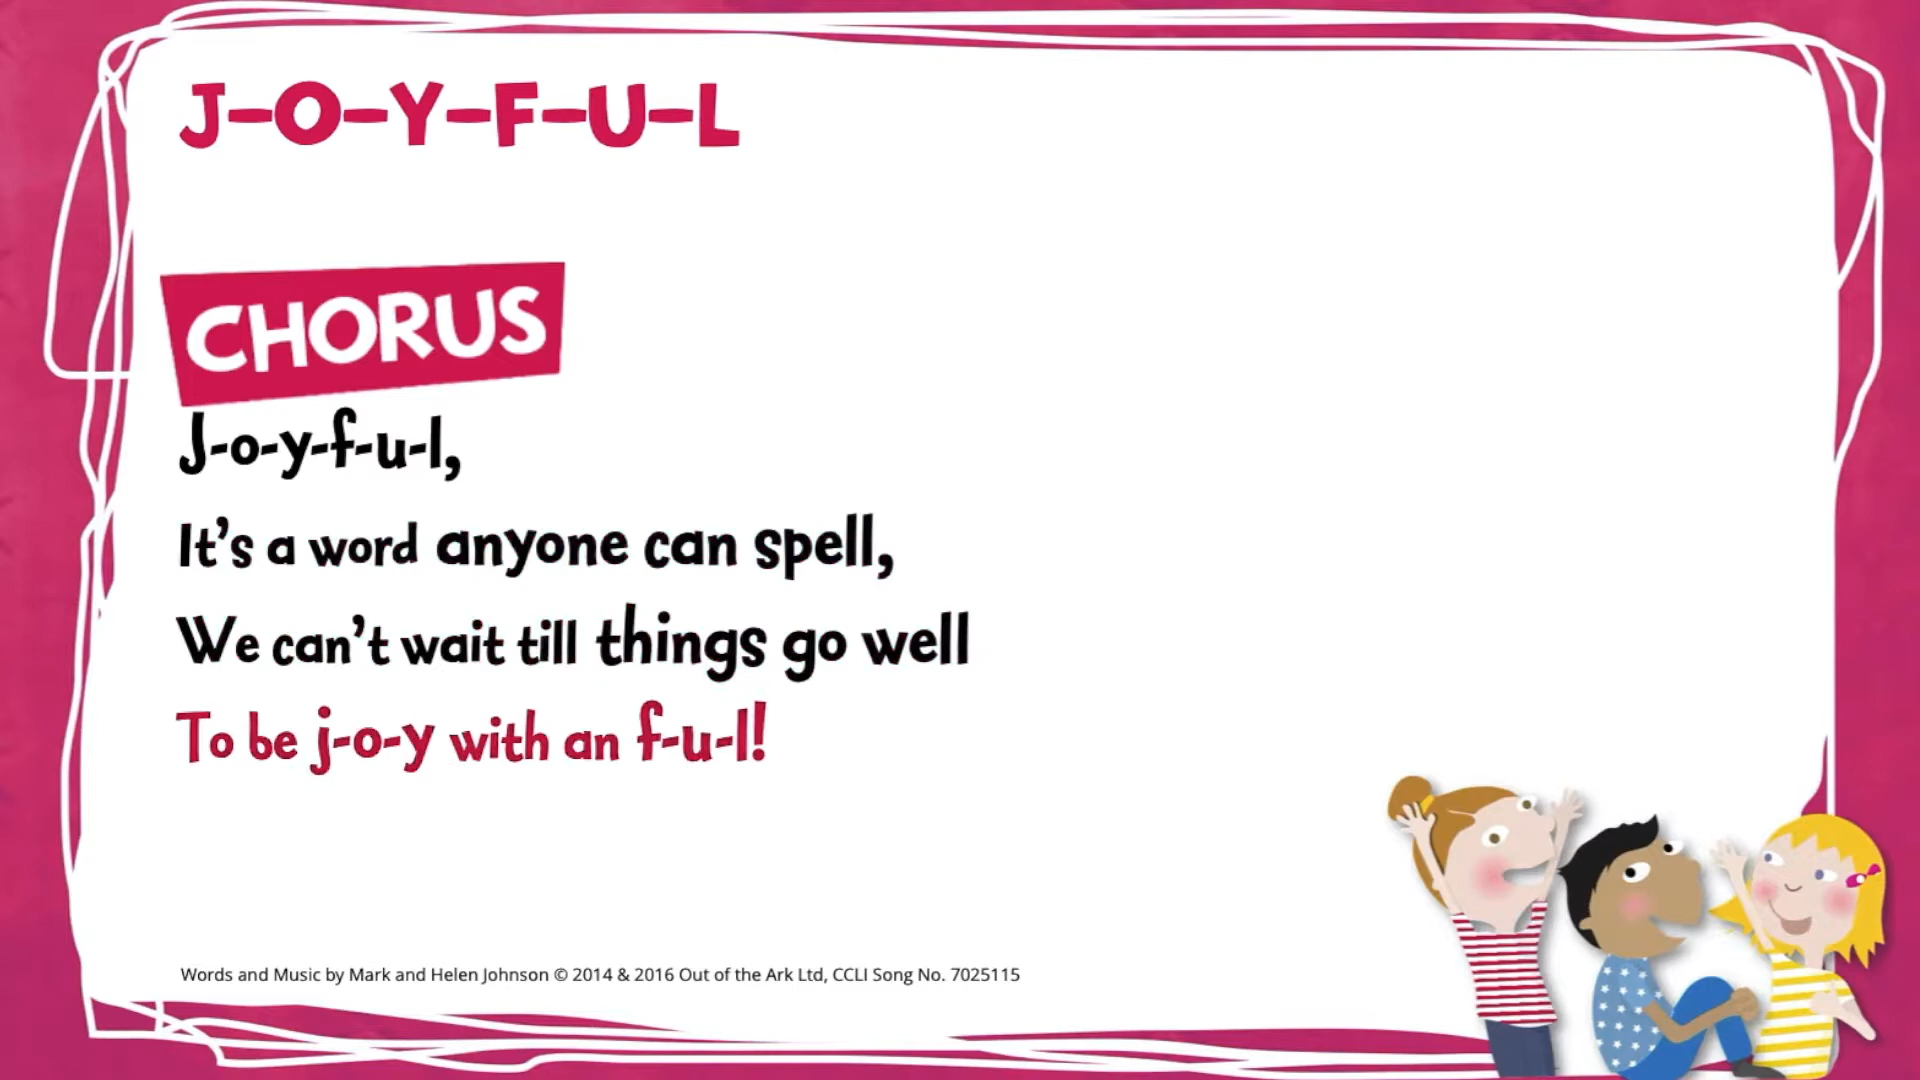 J-O-Y-F-U-L
CHORUS
J-o-y-f-u-l,
It's a word anyone can spell,
We can't wait till things go well
To be j-o-y with an f-u-l!
Words and Music by Mark and Helen Johnson © 2014 & 2016 Out of the Ark Ltd, CCLI Song No. 7025115